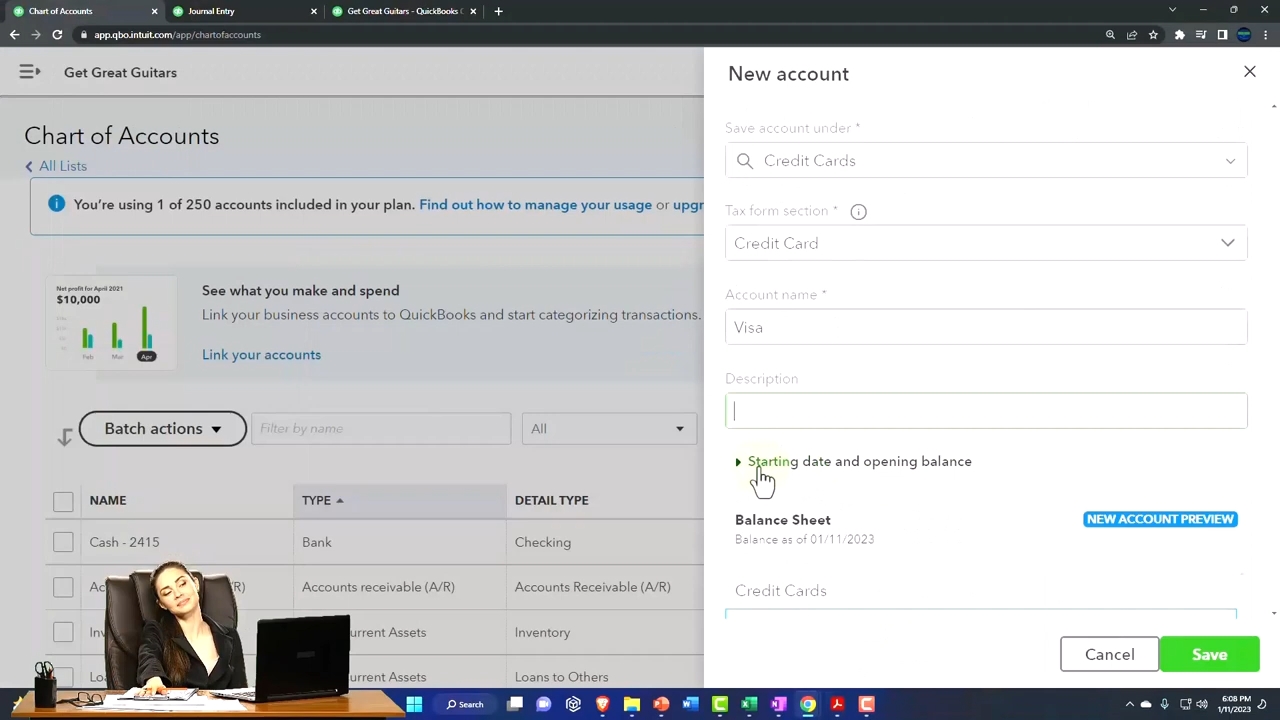 Chart of Accounts
Journal Entry
Get Great Guitars - QuickBooks
app.qbo.intuit.com/app/chartofaccounts
Get Great Guitars
Chart of Accounts
All Lists
You're using 1 of 250 accounts included in your plan. Find out how to manage your usage or upgr
Net profit for April 2021
$10,000
Feb Mar Apr
See what you make and spend
Link your business accounts to QuickBooks and start categorizing transactions.
Link your accounts
Batch actions
Filter by name
All
NAME TYPE DETAIL TYPE
Cash - 2415 Bank Checking
Accounts receivable (A/R) Accounts Receivable (A/R)
urrent Assets Inventory
urrent Assets Loans to Others
New account
Save account under *
Credit Cards
Tax form section *
Credit Card
Account name *
Visa
Description
Starting date and opening balance
Balance Sheet
NEW ACCOUNT PREVIEW
Balance as of 01/11/2023
Credit Cards
Cancel
Save
Search
6:08 PM
1/11/2023